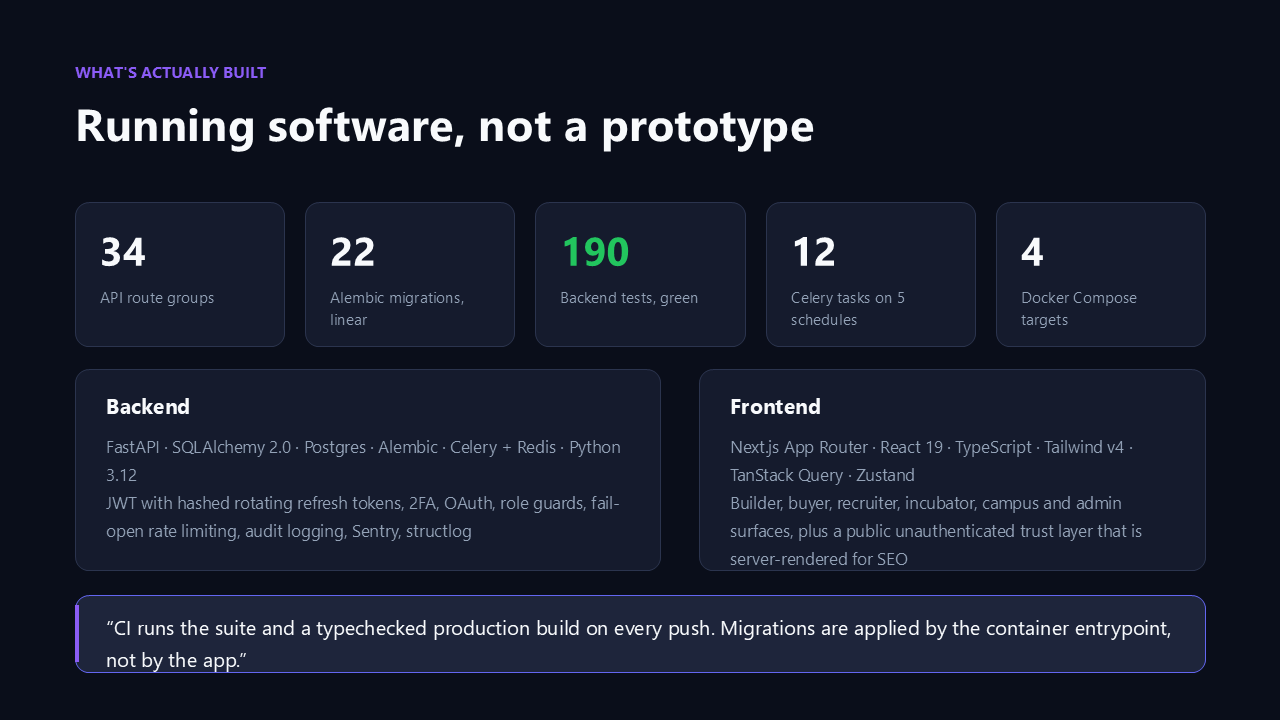 WHAT'S ACTUALLY BUILT
Running software, not a prototype
34
API route groups
22
Alembic migrations,
linear
190
Backend tests, green
12
Celery tasks on 5
schedules
4
Docker Compose
targets
Backend
FastAPI · SQLAlchemy 2.0 · Postgres · Alembic · Celery + Redis · Python
3.12
JWT with hashed rotating refresh tokens, 2FA, OAuth, role guards, fail-
open rate limiting, audit logging, Sentry, structlog
Frontend
Next.js App Router · React 19 · TypeScript · Tailwind v4 ·
TanStack Query · Zustand
Builder, buyer, recruiter, incubator, campus and admin
surfaces, plus a public unauthenticated trust layer that is
server-rendered for SEO
“CI runs the suite and a typechecked production build on every push. Migrations are applied by the container entrypoint,
not by the app.”